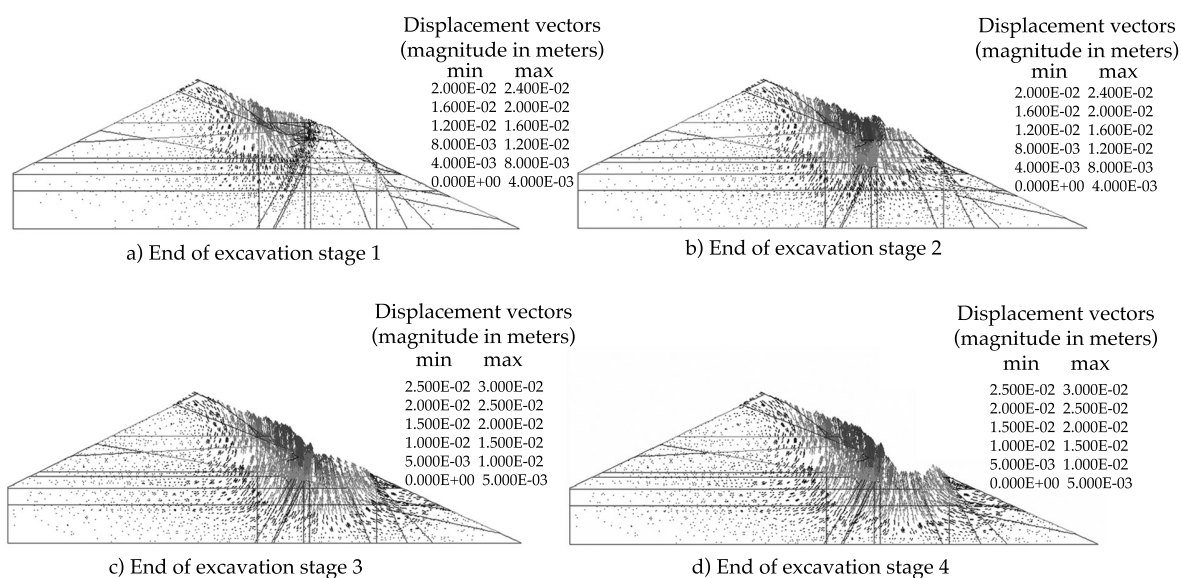 Displacement vectors
(magnitude in meters)
min max
2.000E-02 2.400E-02
1.600E-02 2.000E-02
1.200E-02 1.600E-02
8.000E-03 1.200E-02
4.000E-03 8.000E-03
0.000E+00 4.000E-03
a) End of excavation stage 1
Displacement vectors
(magnitude in meters)
min max
2.000E-02 2.400E-02
1.600E-02 2.000E-02
1.200E-02 1.600E-02
8.000E-03 1.200E-02
4.000E-03 8.000E-03
0.000E+00 4.000E-03
b) End of excavation stage 2
Displacement vectors
(magnitude in meters)
min max
2.500E-02 3.000E-02
2.000E-02 2.500E-02
1.500E-02 2.000E-02
1.000E-02 1.500E-02
5.000E-03 1.000E-02
0.000E+00 5.000E-03
c) End of excavation stage 3
Displacement vectors
(magnitude in meters)
min max
2.500E-02 3.000E-02
2.000E-02 2.500E-02
1.500E-02 2.000E-02
1.000E-02 1.500E-02
5.000E-03 1.000E-02
0.000E+00 5.000E-03
d) End of excavation stage 4